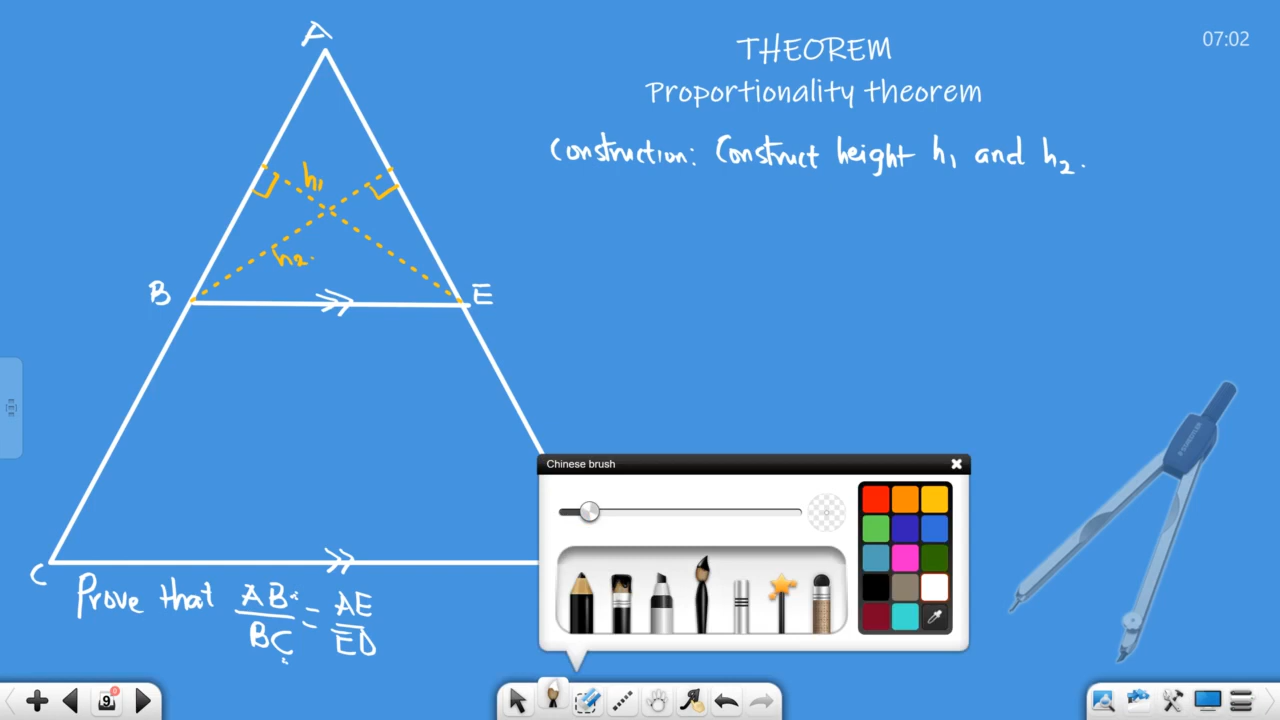 A
THEOREM
07:02
Proportionality theorem
Construction: Construct height h₁ and h₂.
h₁
h₂.
B
E
Chinese brush
C
Prove that AB/BC = AE/ED
9